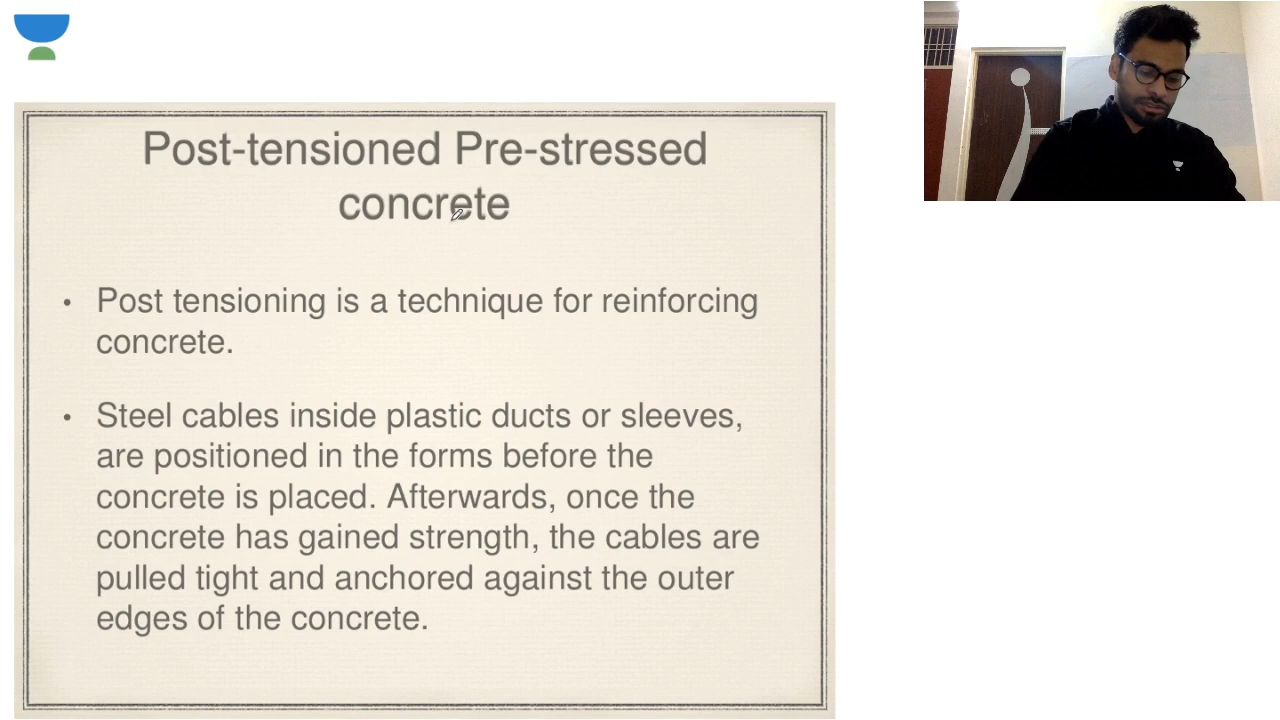 Post-tensioned Pre-stressed
concrete
• Post tensioning is a technique for reinforcing
concrete.
• Steel cables inside plastic ducts or sleeves,
are positioned in the forms before the
concrete is placed. Afterwards, once the
concrete has gained strength, the cables are
pulled tight and anchored against the outer
edges of the concrete.